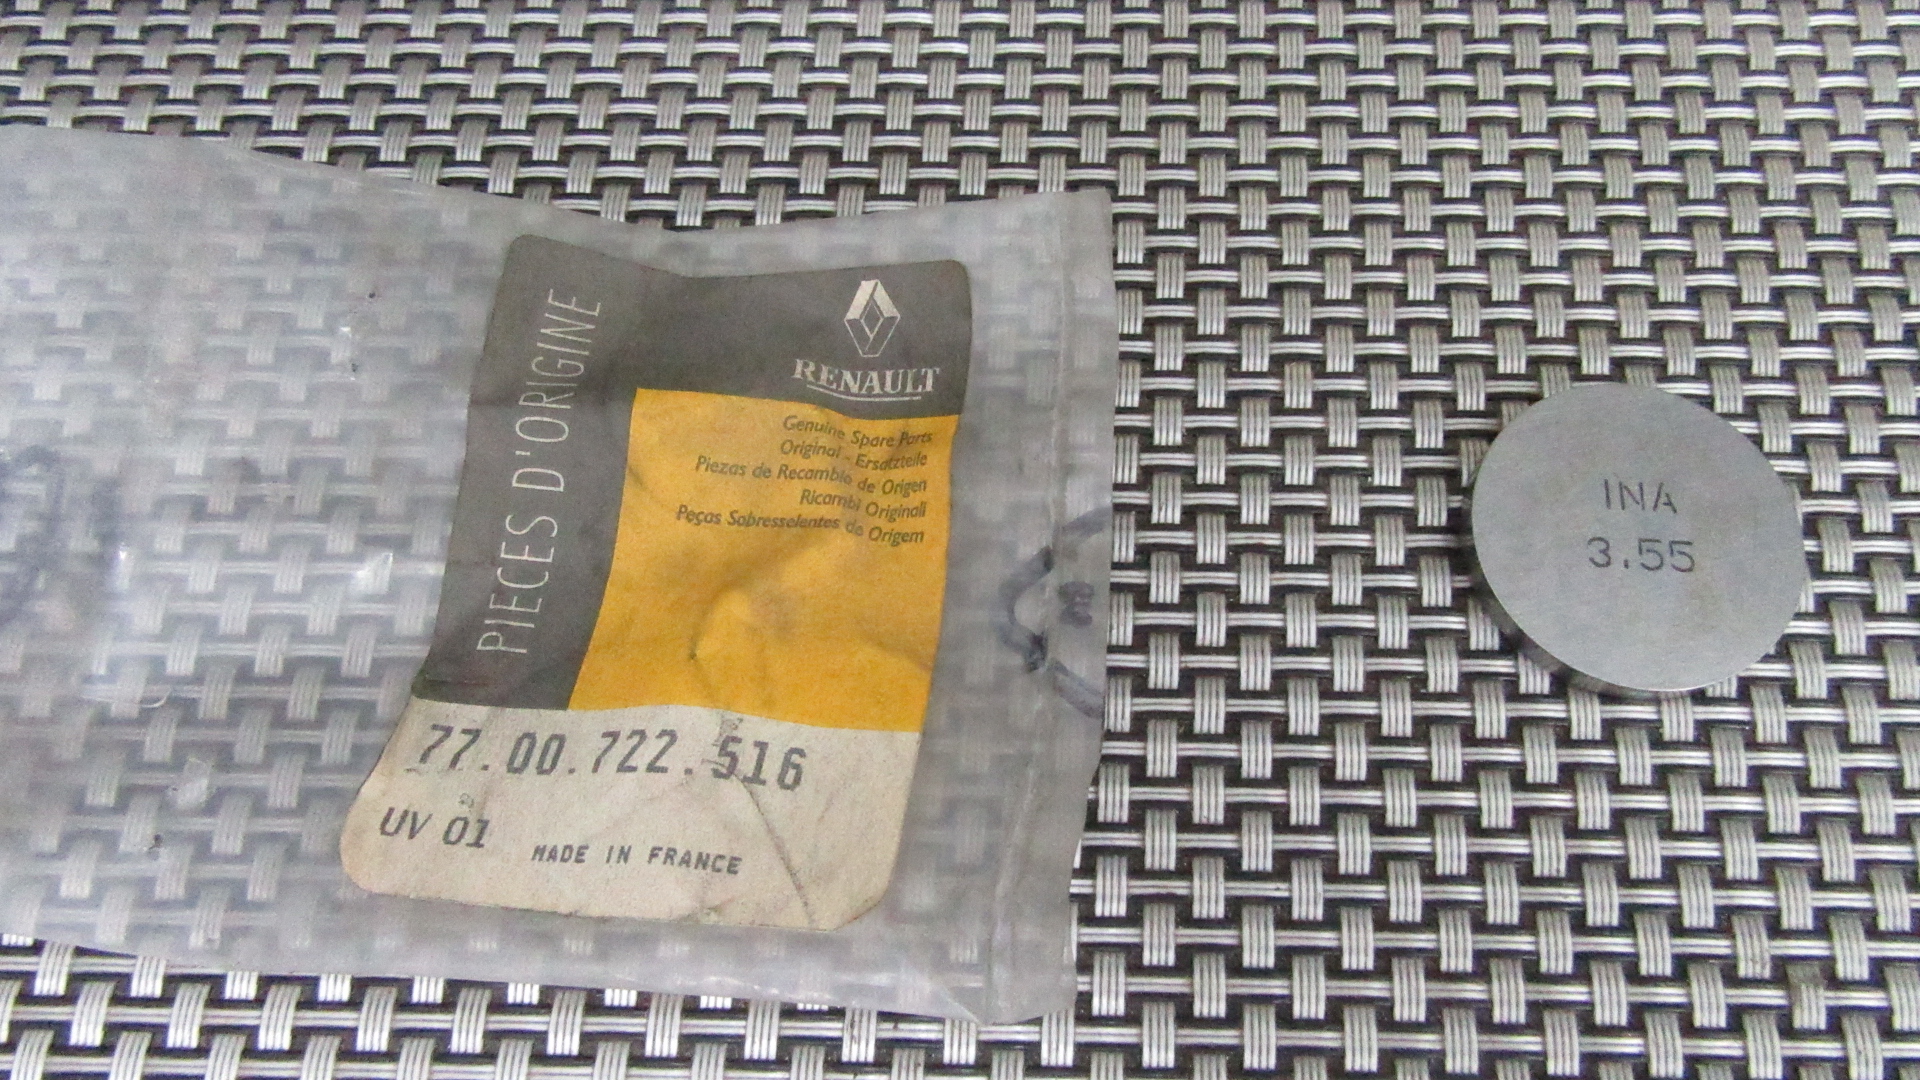 PIECES D'ORIGINE
RENAULT
Genuine Spare Parts
Original - Ersatzteile
Piezas de Recambio de Origen
Ricambi Originali
Peças Sobresselentes de Origem
77.00.722.516
UV 01
MADE IN FRANCE
INA
3.55